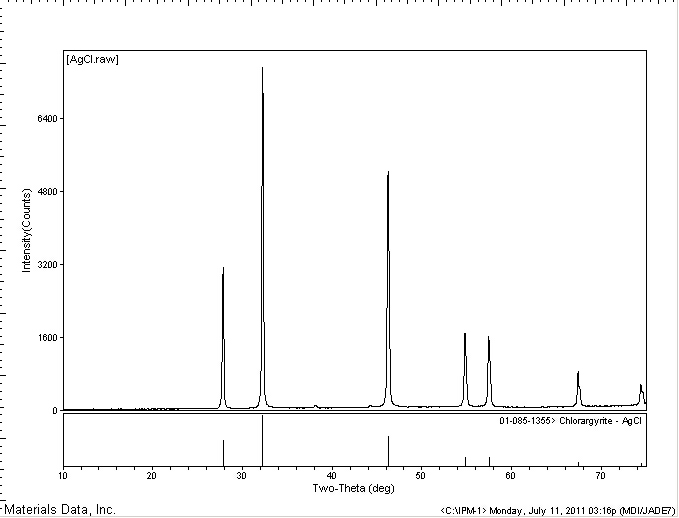 [AgCl.raw]
Intensity(Counts)
6400
4800
3200
1600
0
01-085-1355> Chlorargyrite - AgCl
10 20 30 40 50 60 70
Two-Theta (deg)
Materials Data, Inc.
<C:\IPM-1> Monday, July 11, 2011 03:16p (MDI/JADE7)